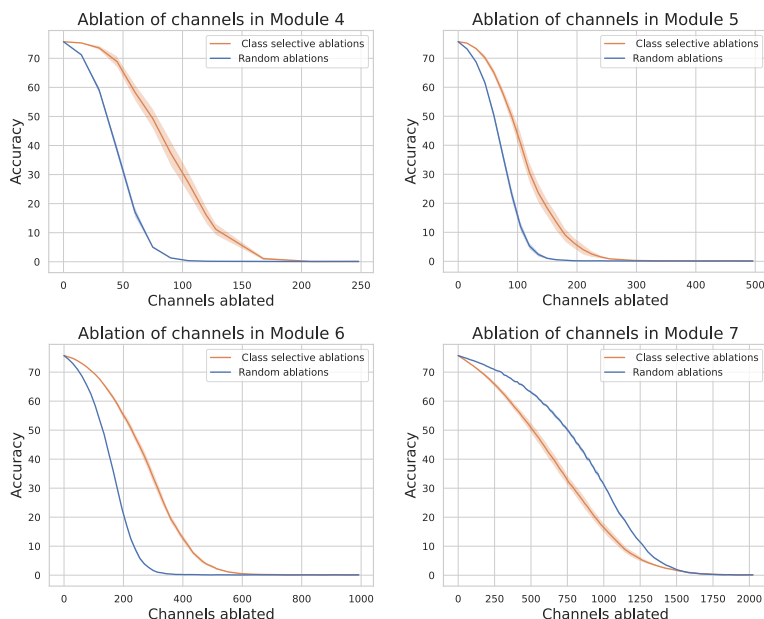 Ablation of channels in Module 4
Accuracy
70
60
50
40
30
20
10
0
Class selective ablations
Random ablations
0 50 100 150 200 250
Channels ablated
Ablation of channels in Module 5
Accuracy
70
60
50
40
30
20
10
0
Class selective ablations
Random ablations
0 100 200 300 400 500
Channels ablated
Ablation of channels in Module 6
Accuracy
70
60
50
40
30
20
10
0
Class selective ablations
Random ablations
0 200 400 600 800 1000
Channels ablated
Ablation of channels in Module 7
Accuracy
70
60
50
40
30
20
10
0
Class selective ablations
Random ablations
0 250 500 750 1000 1250 1500 1750 2000
Channels ablated